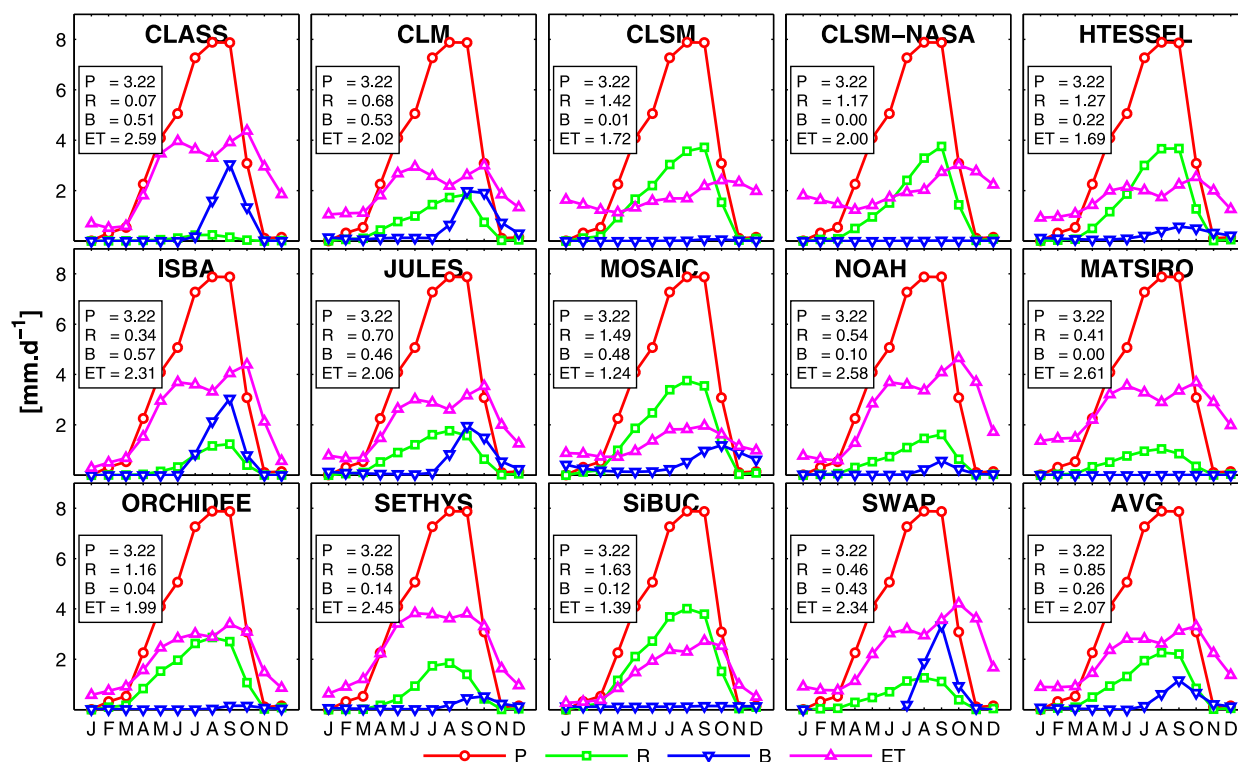 CLASS
P = 3.22
R = 0.07
B = 0.51
ET = 2.59
CLM
P = 3.22
R = 0.68
B = 0.53
ET = 2.02
CLSM
P = 3.22
R = 1.42
B = 0.01
ET = 1.72
CLSM-NASA
P = 3.22
R = 1.17
B = 0.00
ET = 2.00
HTESSEL
P = 3.22
R = 1.27
B = 0.22
ET = 1.69
8
6
4
2
ISBA
P = 3.22
R = 0.34
B = 0.57
ET = 2.31
JULES
P = 3.22
R = 0.70
B = 0.46
ET = 2.06
MOSAIC
P = 3.22
R = 1.49
B = 0.48
ET = 1.24
NOAH
P = 3.22
R = 0.54
B = 0.10
ET = 2.58
MATSIRO
P = 3.22
R = 0.41
B = 0.00
ET = 2.61
8
6
4
2
[mm.d⁻¹]
ORCHIDEE
P = 3.22
R = 1.16
B = 0.04
ET = 1.99
SETHYS
P = 3.22
R = 0.58
B = 0.14
ET = 2.45
SiBUC
P = 3.22
R = 1.63
B = 0.12
ET = 1.39
SWAP
P = 3.22
R = 0.46
B = 0.43
ET = 2.34
AVG
P = 3.22
R = 0.85
B = 0.26
ET = 2.07
8
6
4
2
J F M A M J J A S O N D
J F M A M J J A S O N D
J F M A M J J A S O N D
J F M A M J J A S O N D
J F M A M J J A S O N D
P R B ET